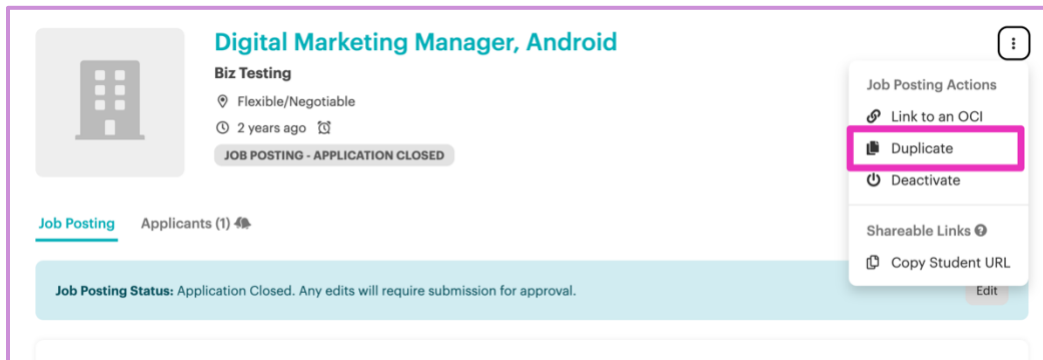 Digital Marketing Manager, Android
Biz Testing
Flexible/Negotiable
2 years ago
JOB POSTING - APPLICATION CLOSED
Job Posting Actions
Link to an OCI
Duplicate
Deactivate
Shareable Links
Copy Student URL
Job Posting
Applicants (1)
Job Posting Status: Application Closed. Any edits will require submission for approval.
Edit